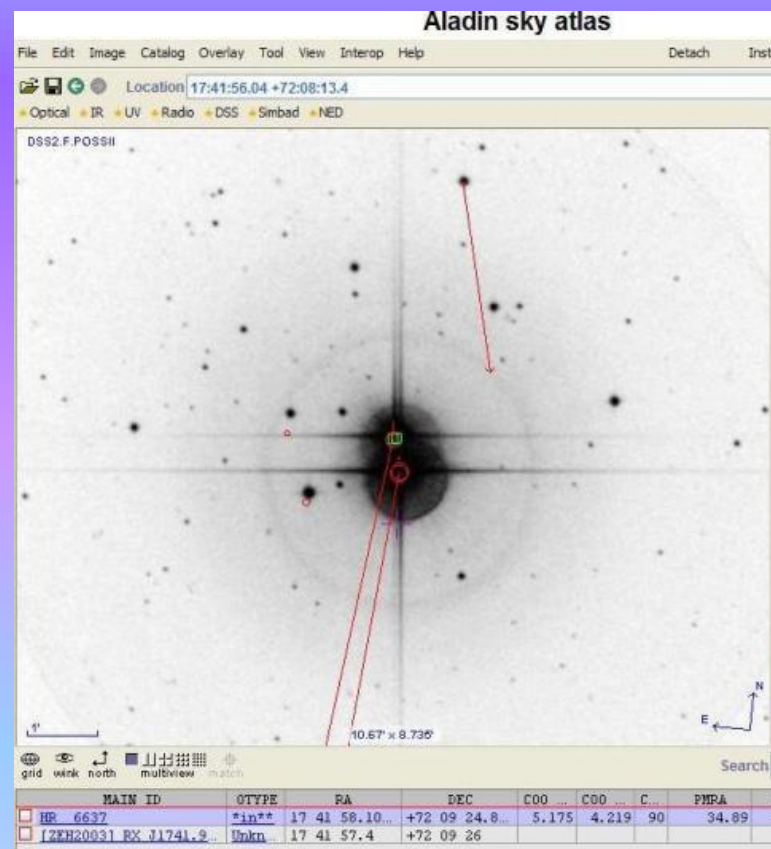 Aladin sky atlas
File Edit Image Catalog Overlay Tool View Interop Help Detach Inst
Location 17:41:56.04 +72:08:13.4
Optical IR UV Radio DSS Simbad NED
DSS2.F.POSSII
N
E
1'
10.67' x 8.735'
grid wink north multiview match Search
MAIN ID OTYPE RA DEC COO ... COO ... C... PMRA
HR 6637 *in** 17 41 58.10... +72 09 24.8... 5.175 4.219 90 34.89
[ZEH2003] RX J1741.9... Unkn... 17 41 57.4 +72 09 26